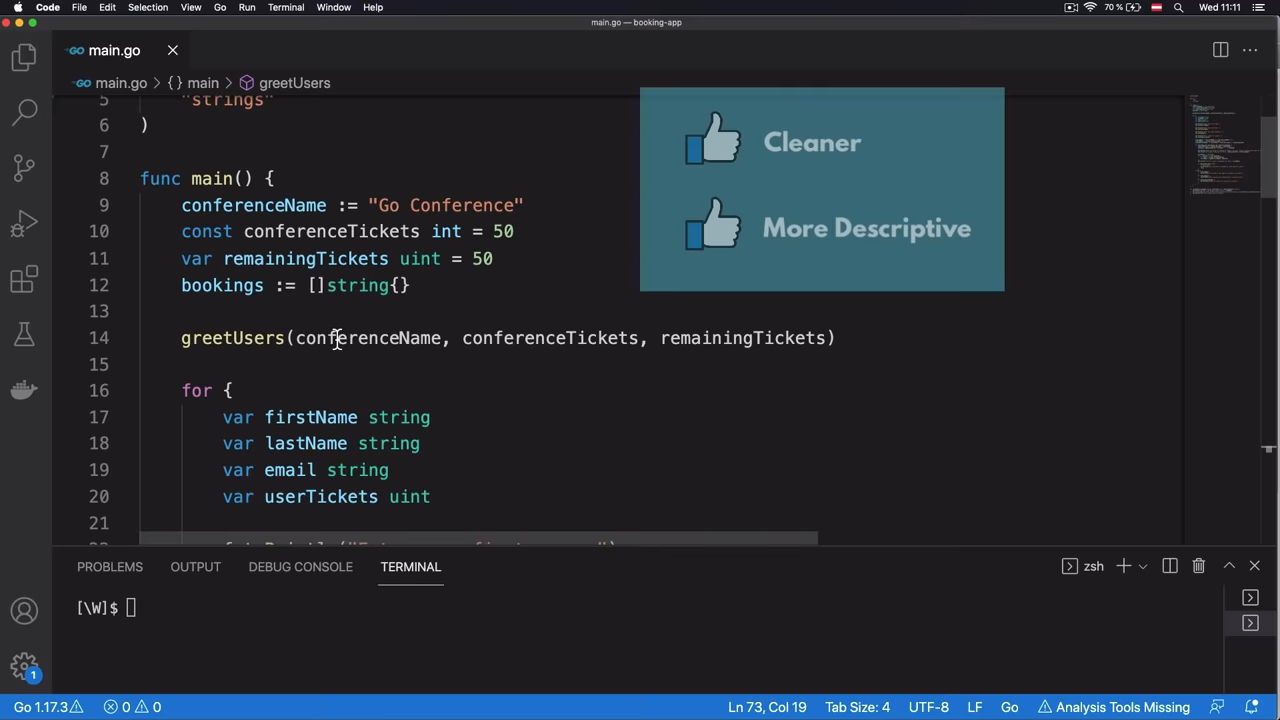 Code File Edit Selection View Go Run Terminal Window Help 70% Wed 11:11
main.go — booking-app
GO main.go
GO main.go > { } main > greetUsers
5 "strings"
6 )
7
8 func main() {
9 conferenceName := "Go Conference"
10 const conferenceTickets int = 50
11 var remainingTickets uint = 50
12 bookings := []string{}
13
14 greetUsers(conferenceName, conferenceTickets, remainingTickets)
15
16 for {
17 var firstName string
18 var lastName string
19 var email string
20 var userTickets uint
21
Cleaner
More Descriptive
PROBLEMS OUTPUT DEBUG CONSOLE TERMINAL zsh
[\W]$
1
Go 1.17.3 0 0 Ln 73, Col 19 Tab Size: 4 UTF-8 LF Go Analysis Tools Missing